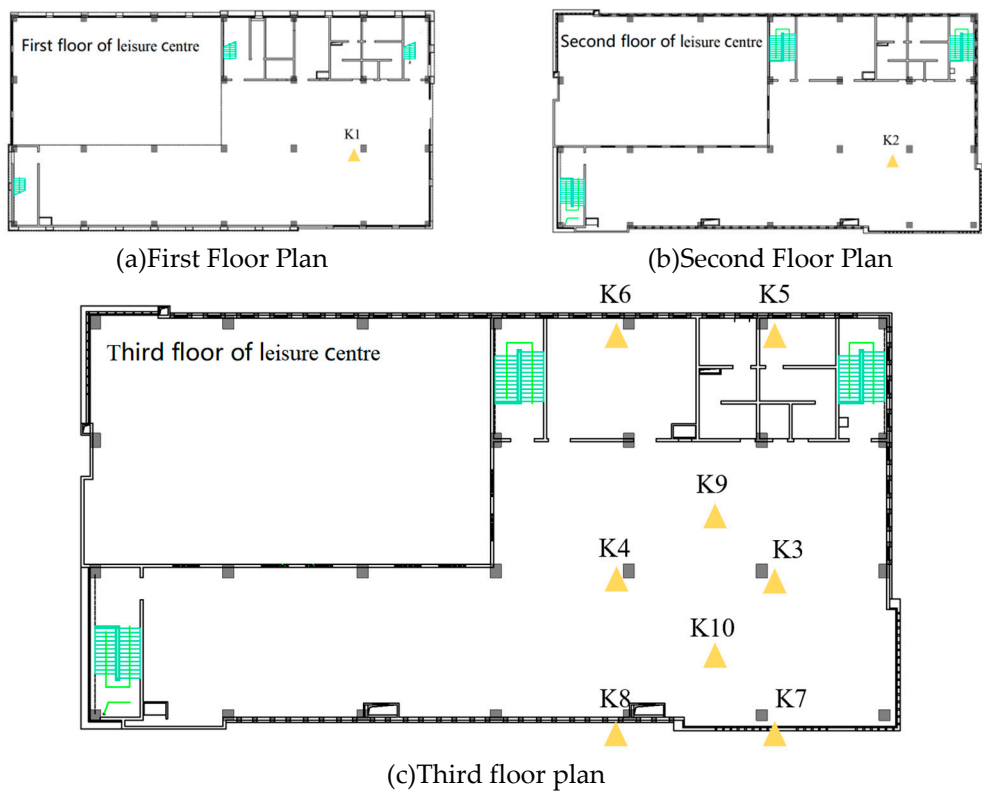 First floor of leisure centre
K1
(a)First Floor Plan
Second floor of leisure centre
K2
(b)Second Floor Plan
K6
K5
Third floor of leisure centre
K9
K4
K3
K10
K8
K7
(c)Third floor plan